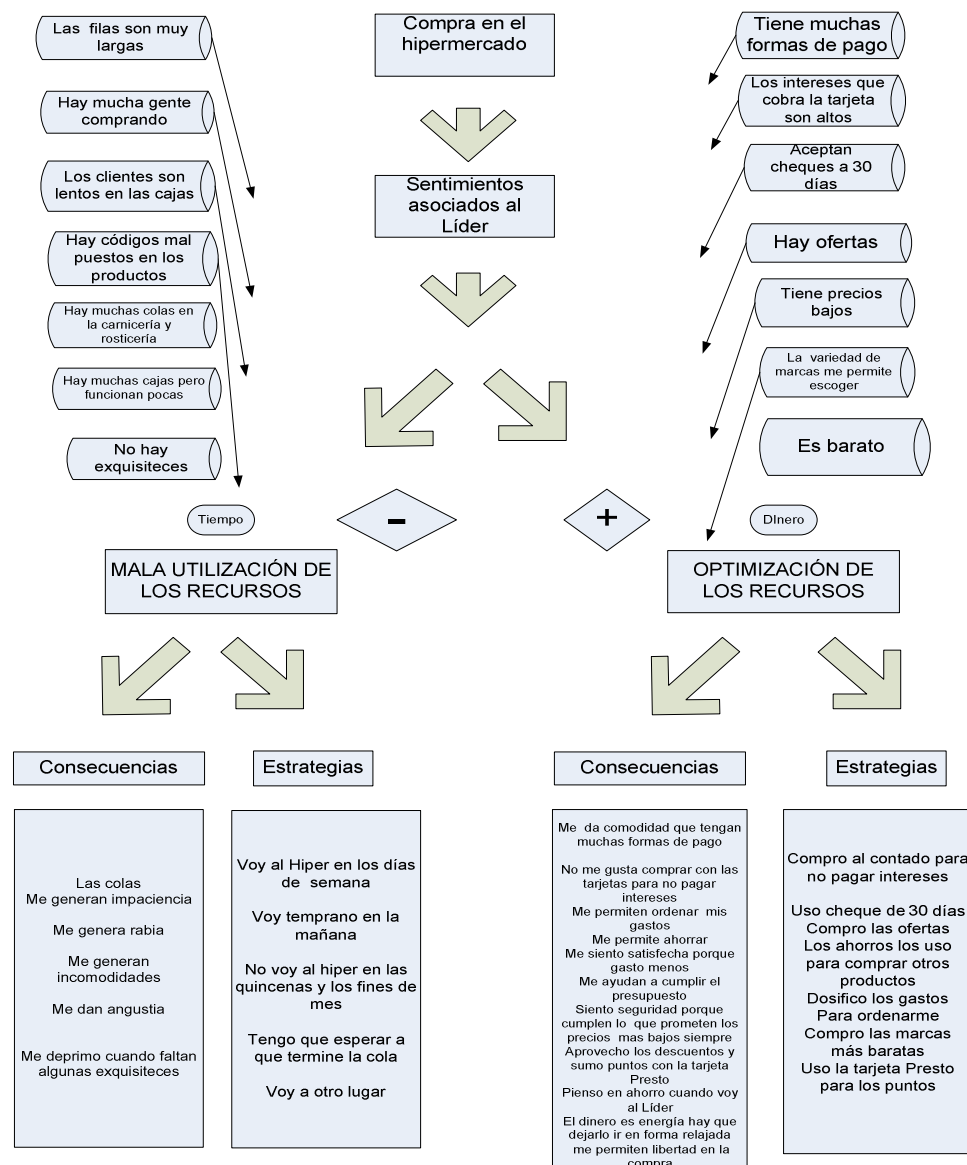 Compra en el
hipermercado
Sentimientos
asociados al
Líder
Las filas son muy
largas
Hay mucha gente
comprando
Los clientes son
lentos en las cajas
Hay códigos mal
puestos en los
productos
Hay muchas colas en
la carnicería y
rosticería
Hay muchas cajas pero
funcionan pocas
No hay
exquisiteces
Tiene muchas
formas de pago
Los intereses que
cobra la tarjeta
son altos
Aceptan
cheques a 30
días
Hay ofertas
Tiene precios
bajos
La variedad de
marcas me permite
escoger
Es barato
Tiempo
-
+
DInero
MALA UTILIZACIÓN DE
LOS RECURSOS
OPTIMIZACIÓN DE
LOS RECURSOS
Consecuencias
Las colas
Me generan impaciencia
Me genera rabia
Me generan
incomodidades
Me dan angustia
Me deprimo cuando faltan
algunas exquisiteces
Estrategias
Voy al Hiper en los días
de semana
Voy temprano en la
mañana
No voy al hiper en las
quincenas y los fines de
mes
Tengo que esperar a
que termine la cola
Voy a otro lugar
Consecuencias
Me da comodidad que tengan
muchas formas de pago
No me gusta comprar con las
tarjetas para no pagar
intereses
Me permiten ordenar mis
gastos
Me permite ahorrar
Me siento satisfecha porque
gasto menos
Me ayudan a cumplir el
presupuesto
Siento seguridad porque
cumplen lo que prometen los
precios mas bajos siempre
Aprovecho los descuentos y
sumo puntos con la tarjeta
Presto
Pienso en ahorro cuando voy
al Líder
El dinero es energía hay que
dejarlo ir en forma relajada
me permiten libertad en la
compra
Estrategias
Compro al contado para
no pagar intereses
Uso cheque de 30 días
Compro las ofertas
Los ahorros los uso
para comprar otros
productos
Dosifico los gastos
Para ordenarme
Compro las marcas
más baratas
Uso la tarjeta Presto
para los puntos